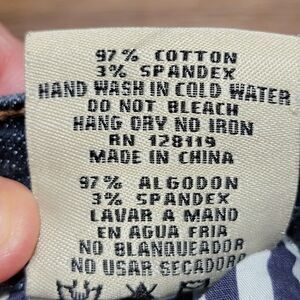 97% COTTON
3% SPANDEX
HAND WASH IN COLD WATER
DO NOT BLEACH
HANG DRY NO IRON
RN 128119
MADE IN CHINA
97% ALGODON
3% SPANDEX
LAVAR A MANO
EN AGUA FRIA
NO BLANQUEADOR
NO USAR SECADORA